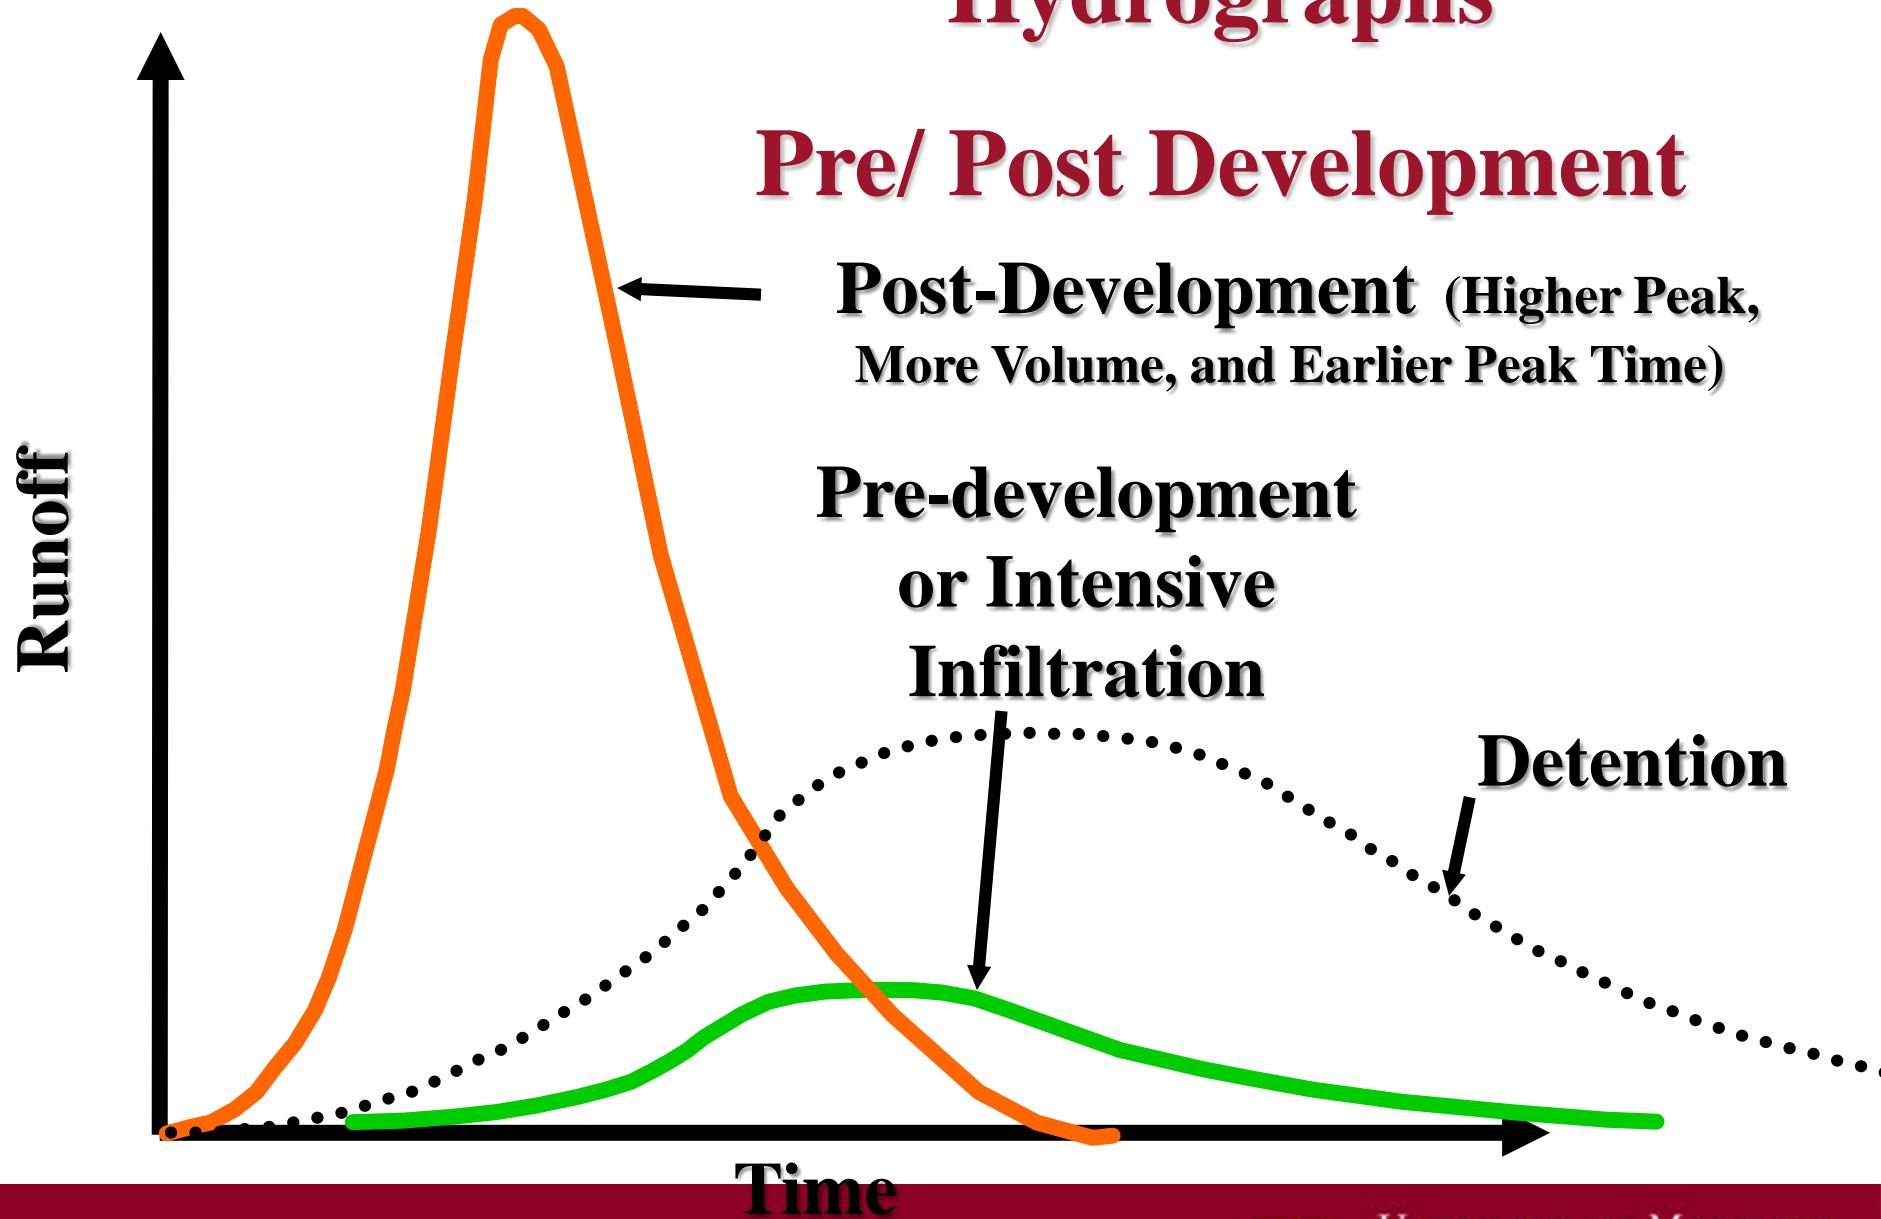 Hydrographs
Pre/ Post Development
Post-Development (Higher Peak,
More Volume, and Earlier Peak Time)
Pre-development
or Intensive
Infiltration
Detention
Runoff
Time